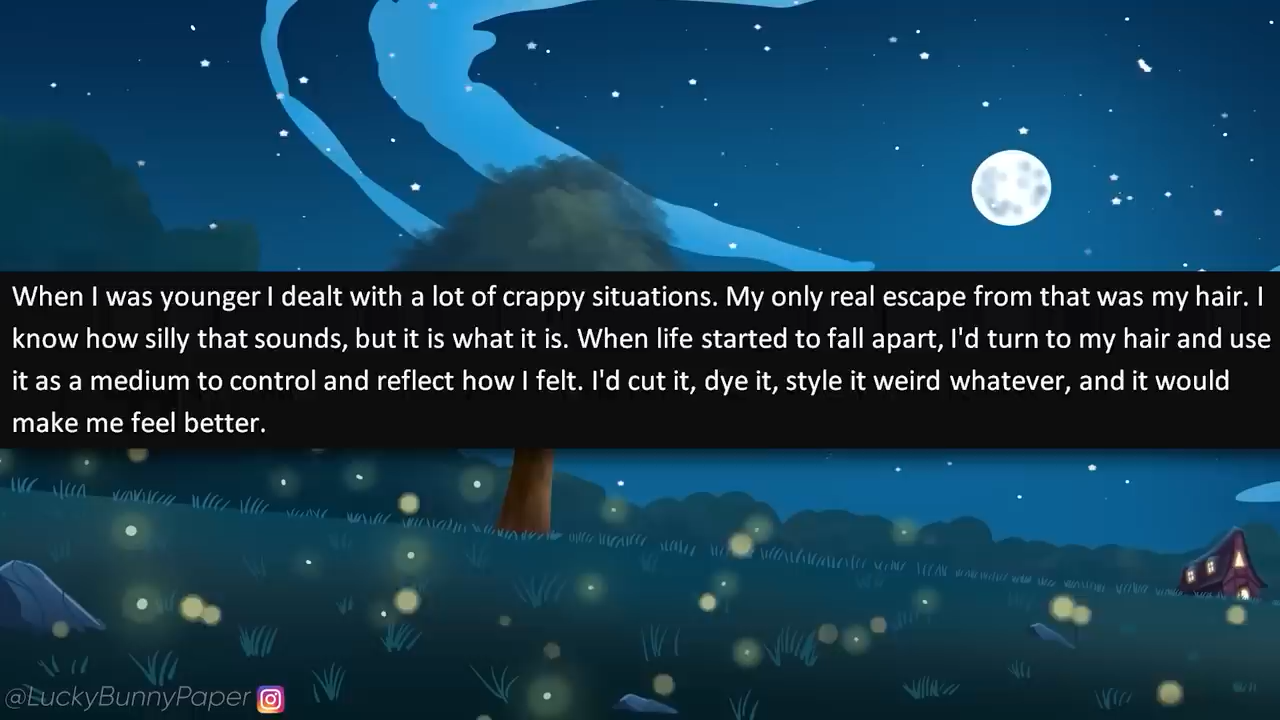 When I was younger I dealt with a lot of crappy situations. My only real escape from that was my hair. I
know how silly that sounds, but it is what it is. When life started to fall apart, I'd turn to my hair and use
it as a medium to control and reflect how I felt. I'd cut it, dye it, style it weird whatever, and it would
make me feel better.
@LuckyBunnyPaper